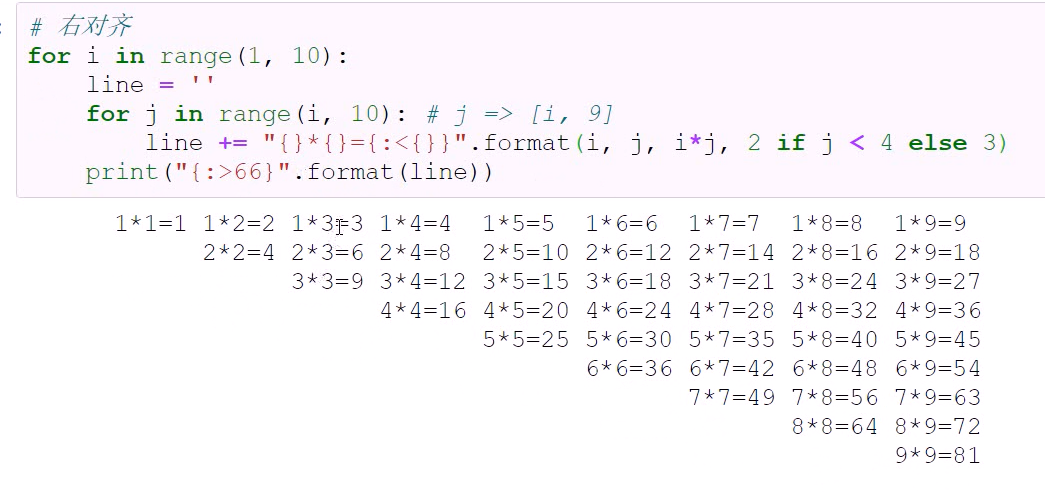 # 右对齐
for i in range(1, 10):
    line = ''
    for j in range(i, 10): # j => [i, 9]
        line += "{}*{}={:<{}}".format(i, j, i*j, 2 if j < 4 else 3)
    print("{:>66}".format(line))
1*1=1 1*2=2 1*3=3 1*4=4  1*5=5  1*6=6  1*7=7  1*8=8  1*9=9
2*2=4 2*3=6 2*4=8  2*5=10 2*6=12 2*7=14 2*8=16 2*9=18
3*3=9 3*4=12 3*5=15 3*6=18 3*7=21 3*8=24 3*9=27
4*4=16 4*5=20 4*6=24 4*7=28 4*8=32 4*9=36
5*5=25 5*6=30 5*7=35 5*8=40 5*9=45
6*6=36 6*7=42 6*8=48 6*9=54
7*7=49 7*8=56 7*9=63
8*8=64 8*9=72
9*9=81